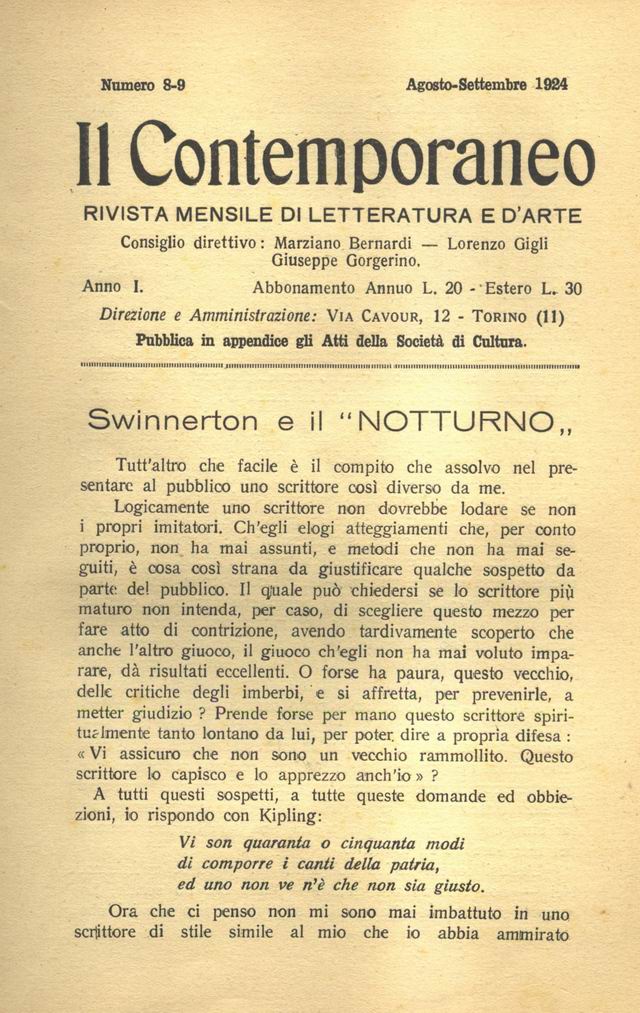 Numero 8-9 Agosto-Settembre 1924
Il Contemporaneo
RIVISTA MENSILE DI LETTERATURA E D'ARTE
Consiglio direttivo: Marziano Bernardi — Lorenzo Gigli
Giuseppe Gorgerino.
Anno I. Abbonamento Annuo L. 20 - Estero L. 30
Direzione e Amministrazione: VIA CAVOUR, 12 - TORINO (11)
Pubblica in appendice gli Atti della Società di Cultura.
Swinnerton e il “NOTTURNO„
Tutt'altro che facile è il compito che assolvo nel pre-
sentare al pubblico uno scrittore così diverso da me.
Logicamente uno scrittore non dovrebbe lodare se non
i propri imitatori. Ch'egli elogi atteggiamenti che, per conto
proprio, non ha mai assunti, e metodi che non ha mai se-
guiti, è cosa così strana da giustificare qualche sospetto da
parte del pubblico. Il quale può chiedersi se lo scrittore più
maturo non intenda, per caso, di scegliere questo mezzo per
fare atto di contrizione, avendo tardivamente scoperto che
anche l'altro giuoco, il giuoco ch'egli non ha mai voluto impa-
rare, dà risultati eccellenti. O forse ha paura, questo vecchio,
delle critiche degli imberbi, e si affretta, per prevenirle, a
metter giudizio ? Prende forse per mano questo scrittore spiri-
tualmente tanto lontano da lui, per poter dire a propria difesa :
« Vi assicuro che non sono un vecchio rammollito. Questo
scrittore lo capisco e lo apprezzo anch'io » ?
A tutti questi sospetti, a tutte queste domande ed obbie-
zioni, io rispondo con Kipling:
Vi son quaranta o cinquanta modi
di comporre i canti della patria,
ed uno non ve n'è che non sia giusto.
Ora che ci penso non mi sono mai imbattuto in uno
scrittore di stile simile al mio che io abbia ammirato